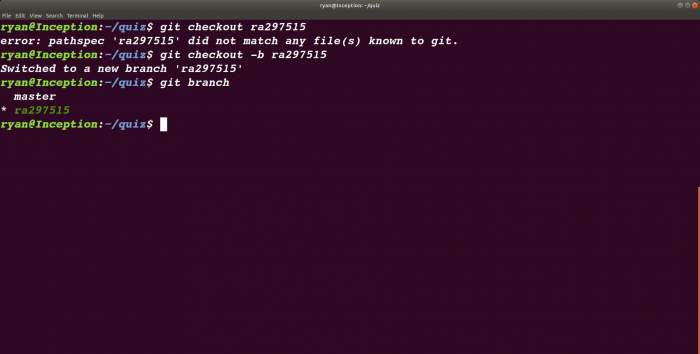 ryan@Inception: ~/quiz
File Edit View Search Terminal Help
ryan@Inception:~/quiz$ git checkout ra297515
error: pathspec 'ra297515' did not match any file(s) known to git.
ryan@Inception:~/quiz$ git checkout -b ra297515
Switched to a new branch 'ra297515'
ryan@Inception:~/quiz$ git branch
  master
* ra297515
ryan@Inception:~/quiz$